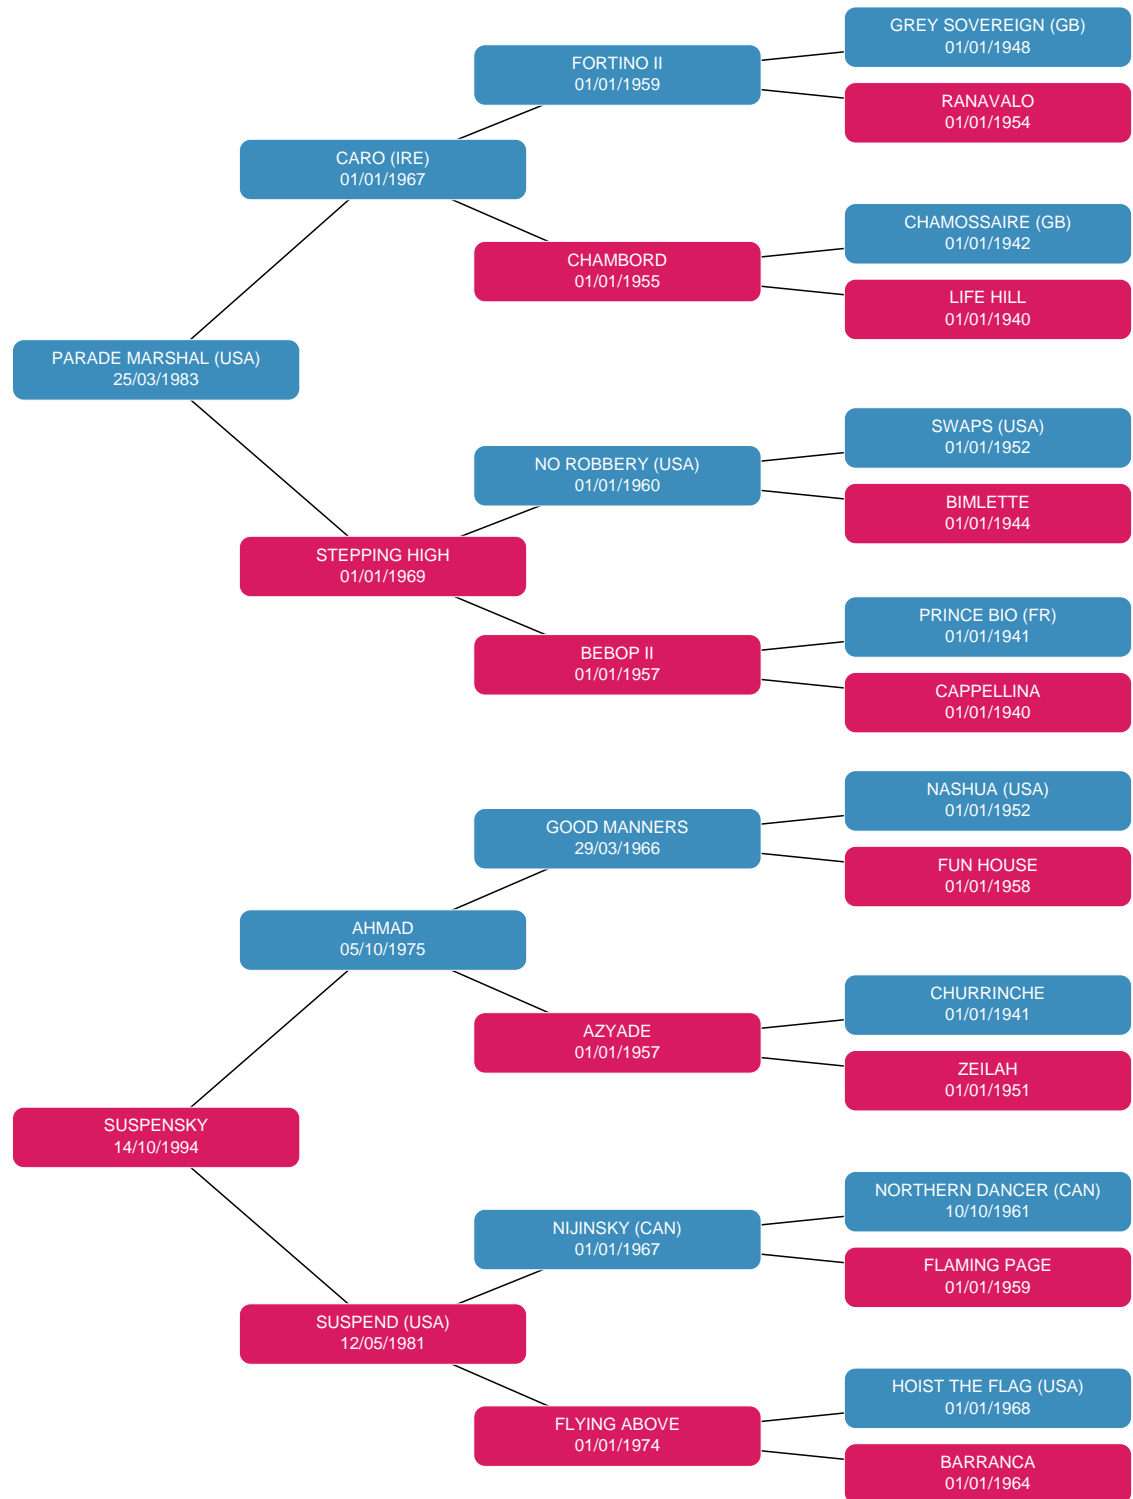 GREY SOVEREIGN (GB)
01/01/1948
FORTINO II
01/01/1959
RANAVALO
01/01/1954
CARO (IRE)
01/01/1967
CHAMOSSAIRE (GB)
01/01/1942
CHAMBORD
01/01/1955
LIFE HILL
01/01/1940
PARADE MARSHAL (USA)
25/03/1983
SWAPS (USA)
01/01/1952
NO ROBBERY (USA)
01/01/1960
BIMLETTE
01/01/1944
STEPPING HIGH
01/01/1969
PRINCE BIO (FR)
01/01/1941
BEBOP II
01/01/1957
CAPPELLINA
01/01/1940
NASHUA (USA)
01/01/1952
GOOD MANNERS
29/03/1966
FUN HOUSE
01/01/1958
AHMAD
05/10/1975
CHURRINCHE
01/01/1941
AZYADE
01/01/1957
ZEILAH
01/01/1951
SUSPENSKY
14/10/1994
NORTHERN DANCER (CAN)
10/10/1961
NIJINSKY (CAN)
01/01/1967
FLAMING PAGE
01/01/1959
SUSPEND (USA)
12/05/1981
HOIST THE FLAG (USA)
01/01/1968
FLYING ABOVE
01/01/1974
BARRANCA
01/01/1964